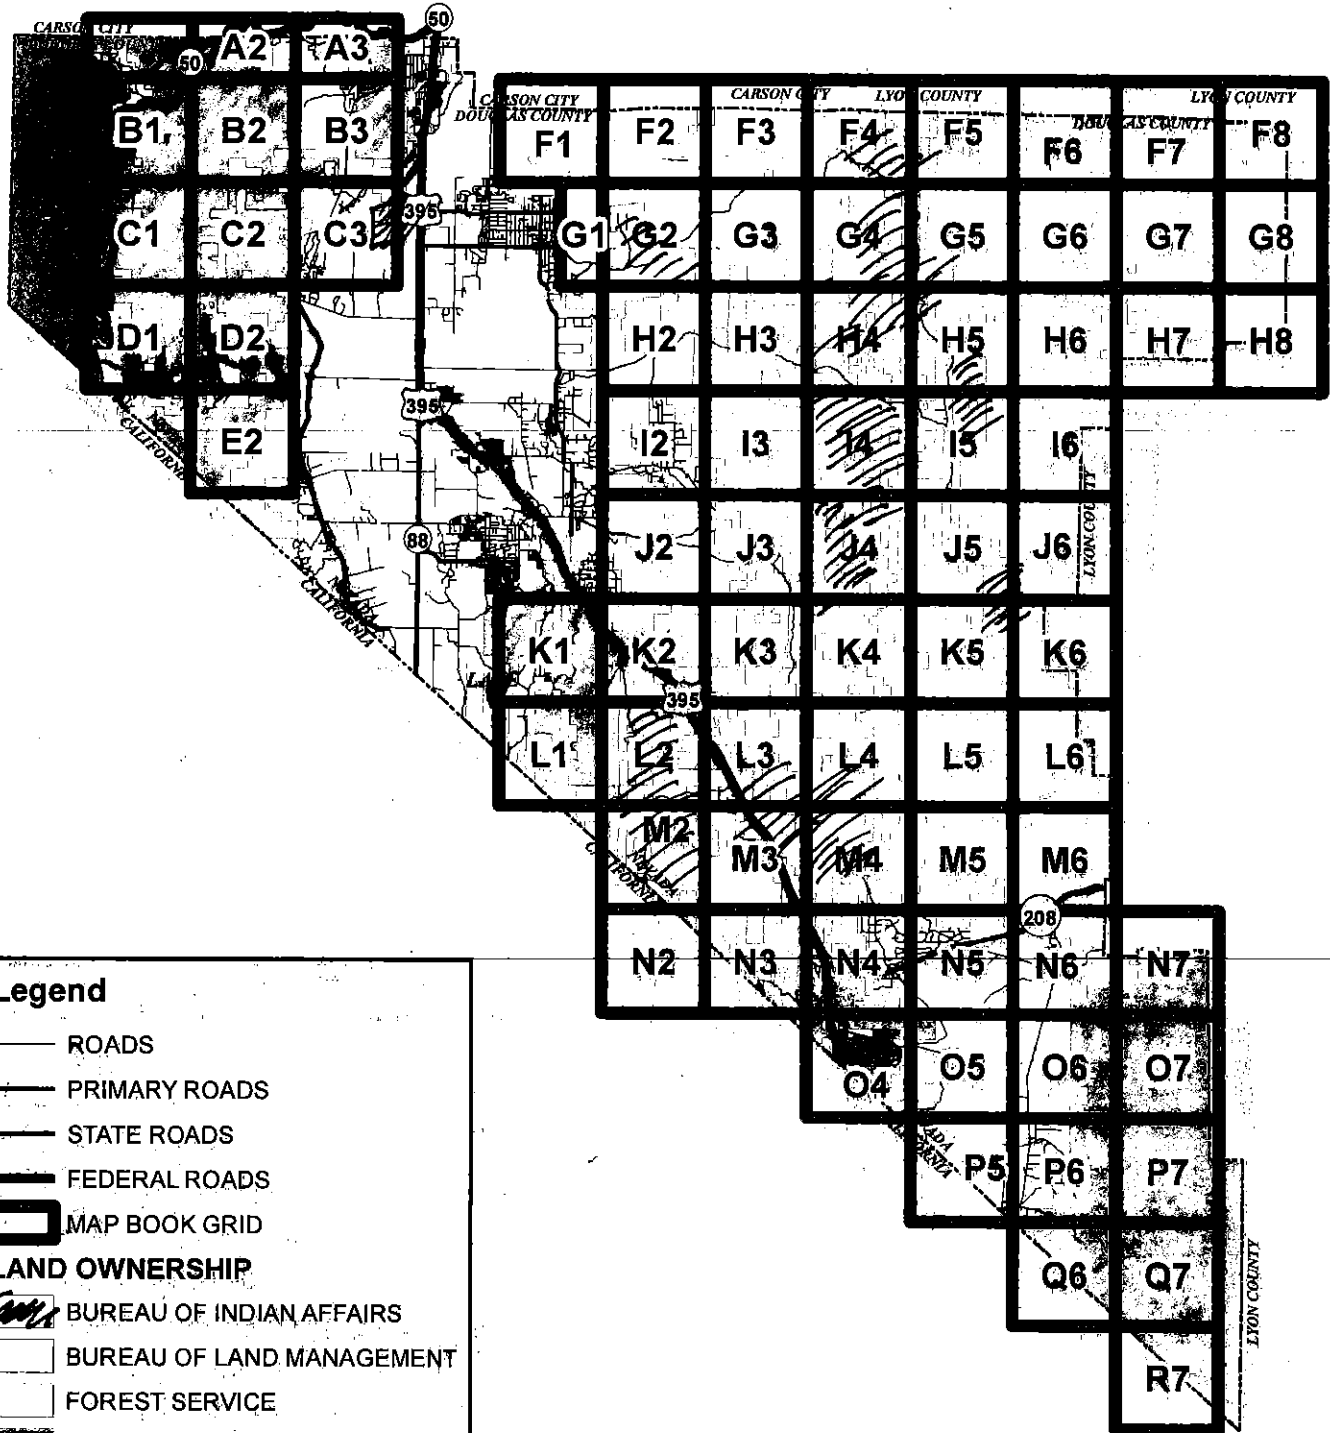 CARSON CITY
50
A2
A3
50
B1
B2
B3
CARSON CITY
DOUGLAS COUNTY
CARSON CITY
LYON COUNTY
LYON COUNTY
DOUGLAS COUNTY
F1
F2
F3
F4
F5
F6
F7
F8
C1
C2
C3
395
G1
G2
G3
G4
G5
G6
G7
G8
D1
D2
H2
H3
H4
H5
H6
H7
H8
395
CALIFORNIA
E2
I2
I3
I4
I5
I6
LYON COUNTY
88
J2
J3
J4
J5
J6
NEVADA
CALIFORNIA
K1
K2
K3
K4
K5
K6
395
L1
L2
L3
L4
L5
L6
M2
M3
M4
M5
M6
NEVADA
CALIFORNIA
208
N2
N3
N4
N5
N6
N7
O4
O5
O6
O7
P5
P6
P7
Q6
Q7
LYON COUNTY
R7
Legend
ROADS
PRIMARY ROADS
STATE ROADS
FEDERAL ROADS
MAP BOOK GRID
LAND OWNERSHIP
BUREAU OF INDIAN AFFAIRS
BUREAU OF LAND MANAGEMENT
FOREST SERVICE